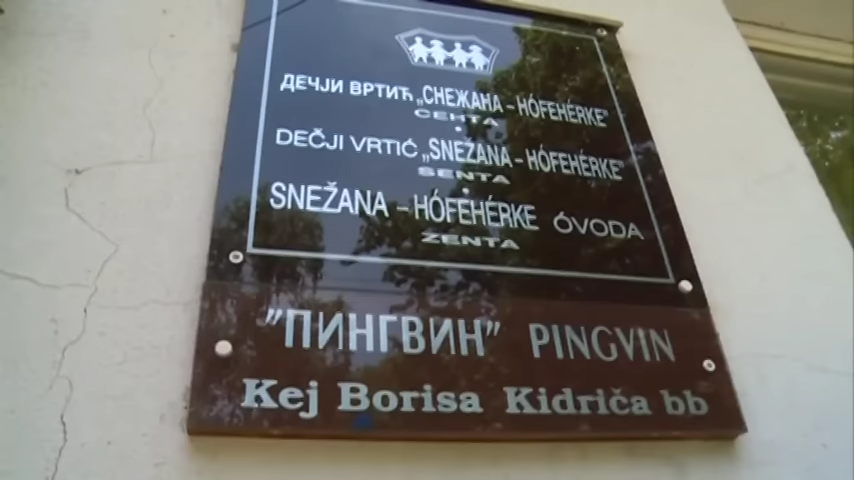 ДЕЧЈИ ВРТИЋ „СНЕЖАНА - HÓFEHÉRKE"
СЕНТА
DEČJI VRTIĆ „SNEŽANA - HÓFEHÉRKE"
SENTA
SNEŽANA - HÓFEHÉRKE ÓVODA
ZENTA
"ПИНГВИН" PINGVIN
Kej Borisa Kidriča bb